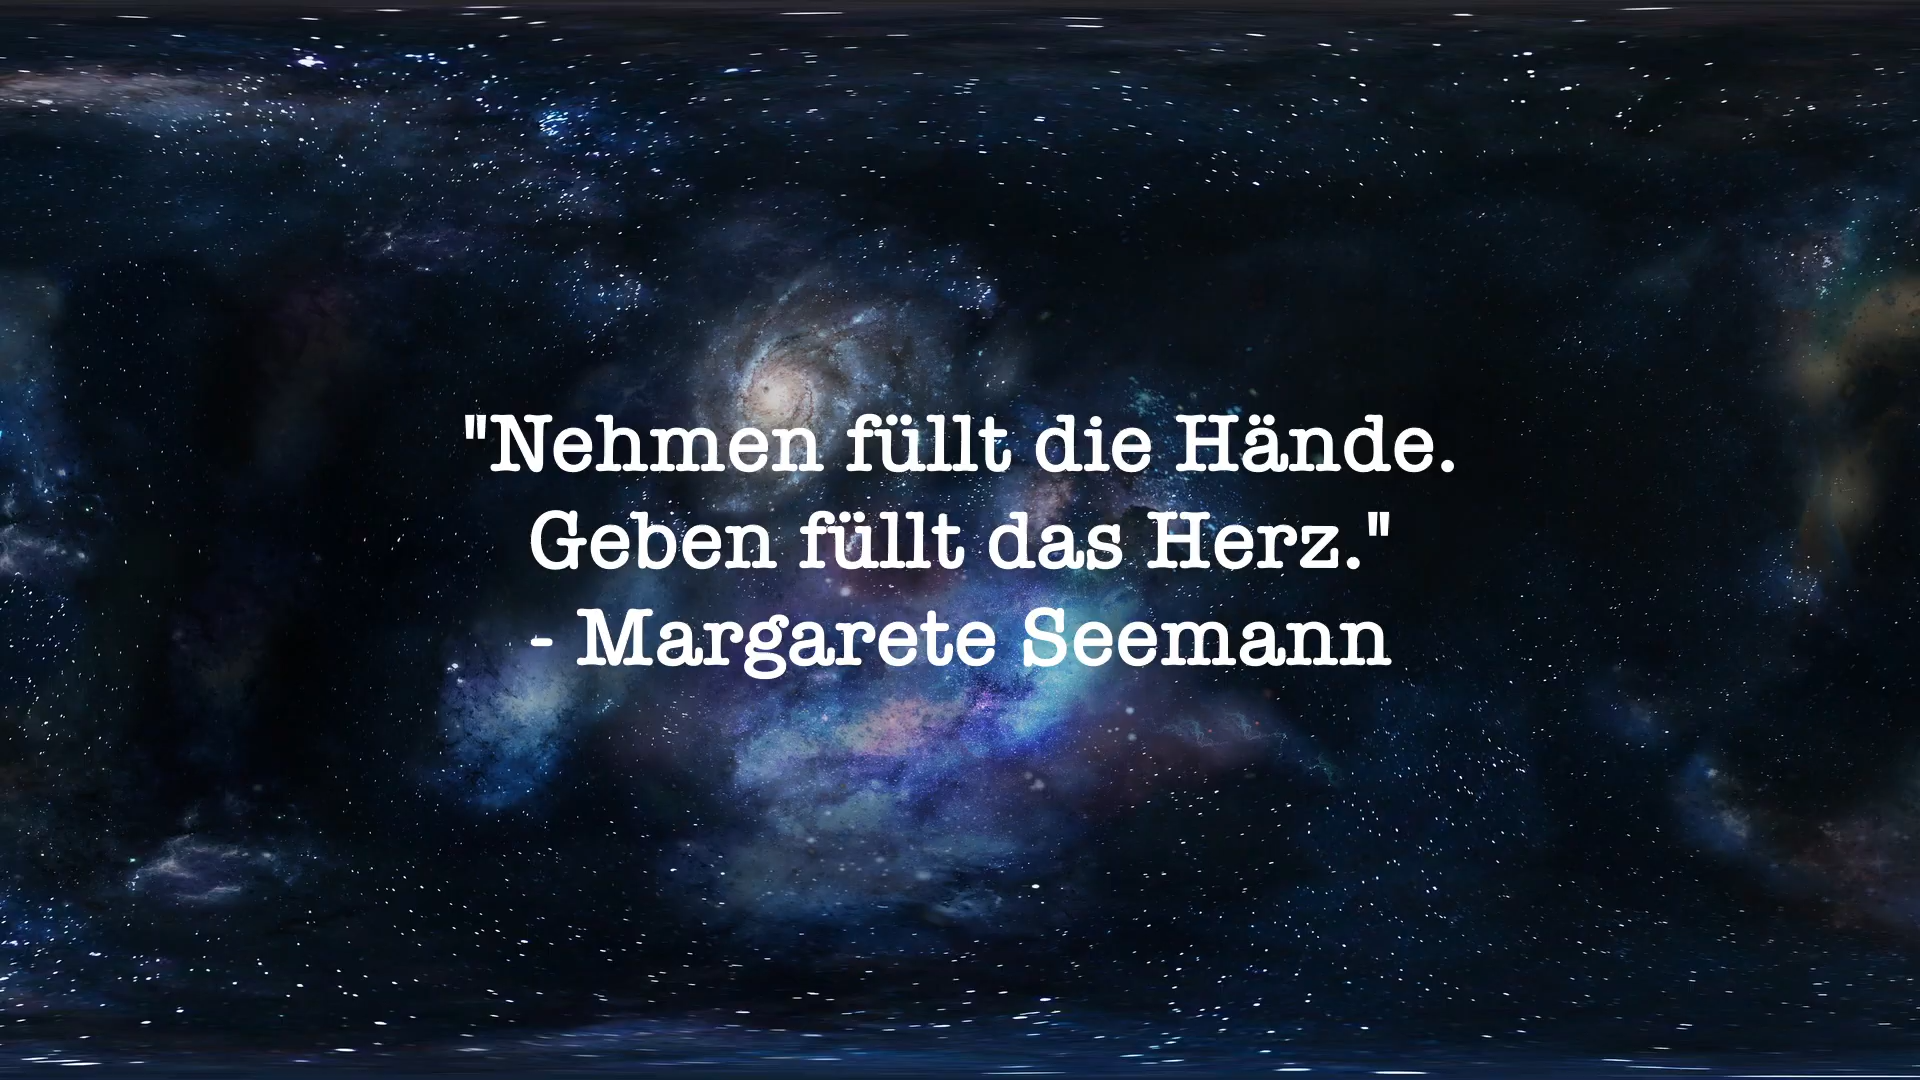 "Nehmen füllt die Hände.
Geben füllt das Herz."
- Margarete Seemann